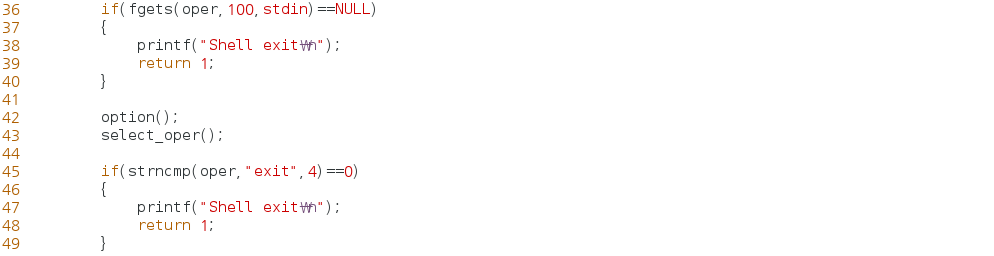 36 if(fgets(oper,100,stdin)==NULL)
37 {
38 printf("Shell exit₩n");
39 return 1;
40 }
41
42 option();
43 select_oper();
44
45 if(strncmp(oper,"exit",4)==0)
46 {
47 printf("Shell exit₩n");
48 return 1;
49 }